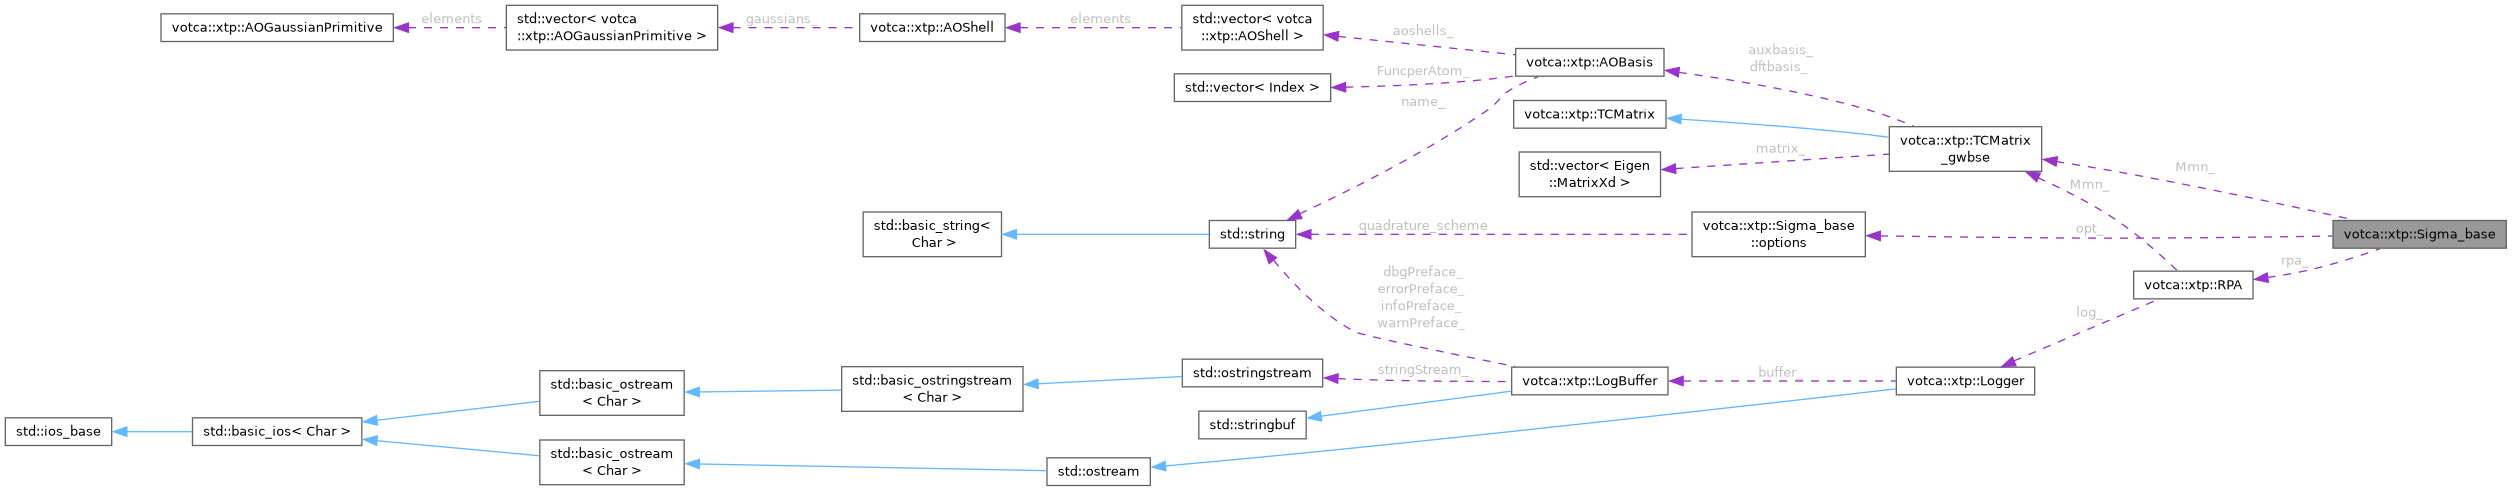 votca::xtp::AOGaussianPrimitive
elements
std::vector< votca
::xtp::AOGaussianPrimitive >
gaussians_
votca::xtp::AOShell
elements
std::vector< votca
::xtp::AOShell >
aoshells_
votca::xtp::AOBasis
auxbasis_
dftbasis_
FuncperAtom_
std::vector< Index >
name_
votca::xtp::TCMatrix
votca::xtp::TCMatrix
_gwbse
matrix_
std::vector< Eigen
::MatrixXd >
Mmn_
Mmn_
std::basic_string<
Char >
std::string
quadrature_scheme
votca::xtp::Sigma_base
::options
opt_
votca::xtp::Sigma_base
rpa_
votca::xtp::RPA
log_
dbgPreface_
errorPreface_
infoPreface_
warnPreface_
std::ios_base
std::basic_ios< Char >
std::basic_ostream
< Char >
std::basic_ostringstream
< Char >
std::ostringstream
stringStream_
votca::xtp::LogBuffer
buffer_
votca::xtp::Logger
std::stringbuf
std::basic_ostream
< Char >
std::ostream